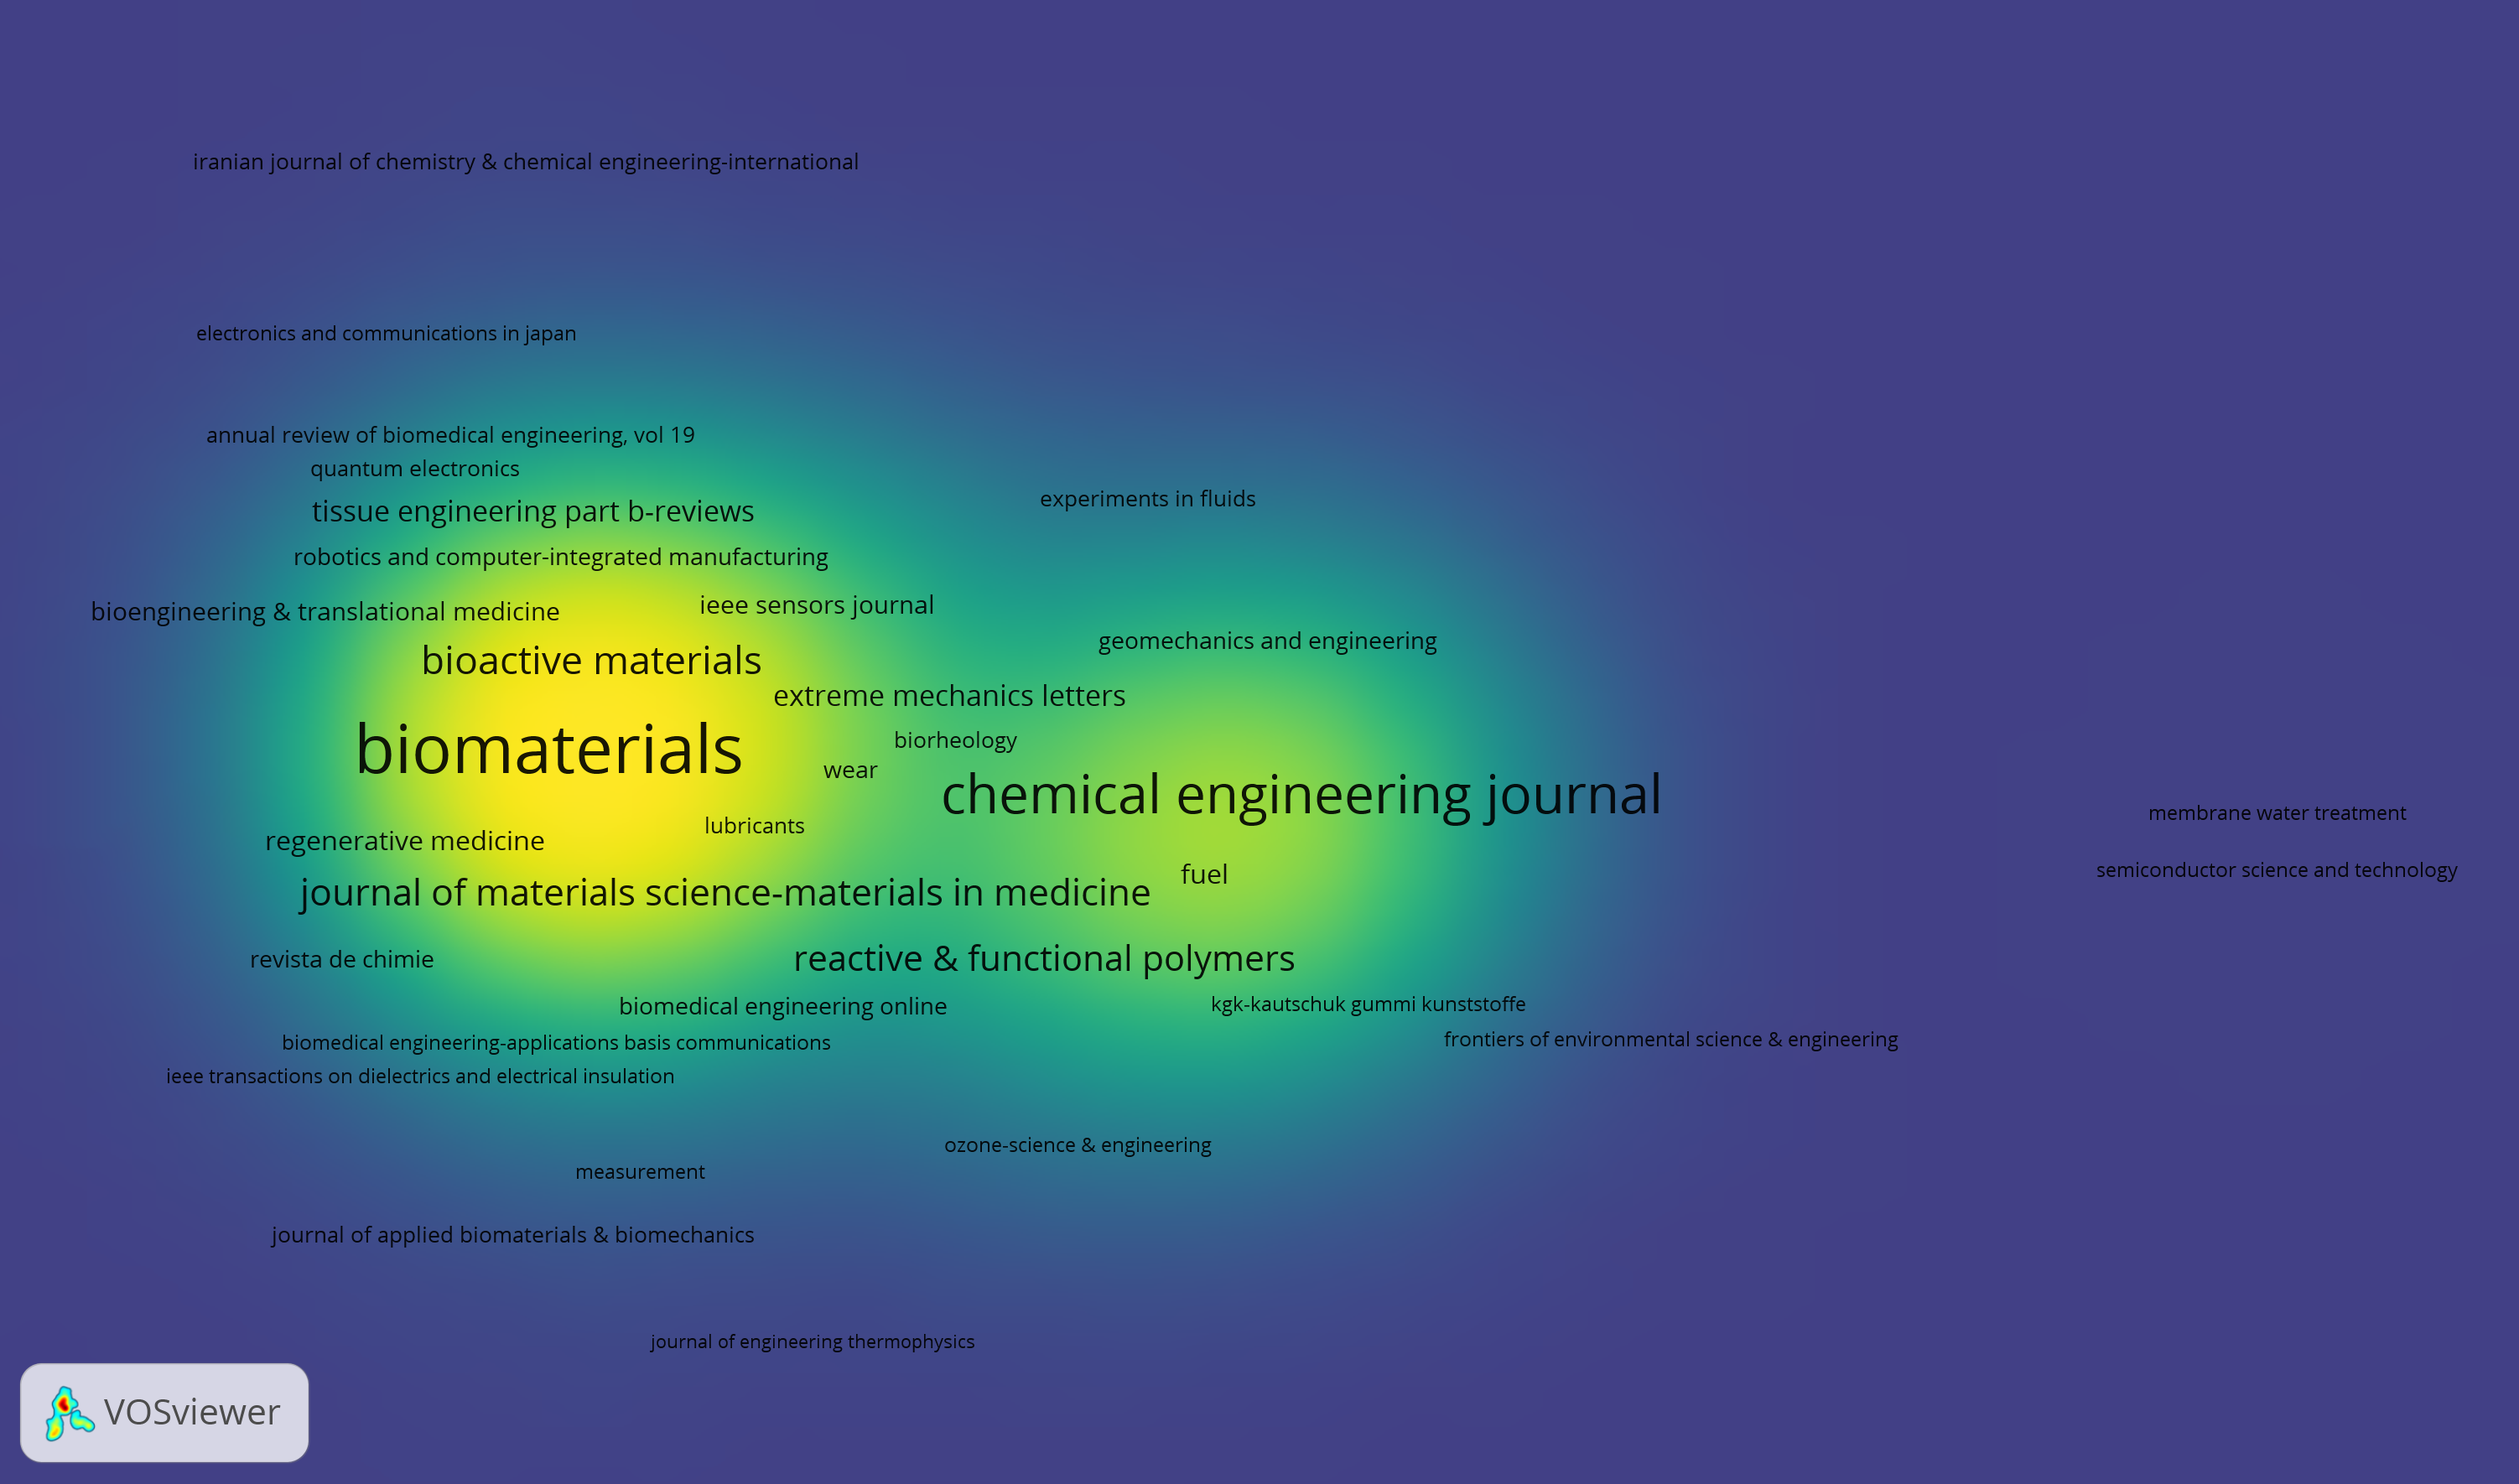 iranian journal of chemistry & chemical engineering-international
electronics and communications in japan
annual review of biomedical engineering, vol 19
quantum electronics
experiments in fluids
tissue engineering part b-reviews
robotics and computer-integrated manufacturing
ieee sensors journal
bioengineering & translational medicine
geomechanics and engineering
bioactive materials
extreme mechanics letters
biorheology
biomaterials
wear
chemical engineering journal
membrane water treatment
lubricants
regenerative medicine
semiconductor science and technology
fuel
journal of materials science-materials in medicine
reactive & functional polymers
revista de chimie
kgk-kautschuk gummi kunststoffe
biomedical engineering online
frontiers of environmental science & engineering
biomedical engineering-applications basis communications
ieee transactions on dielectrics and electrical insulation
ozone-science & engineering
measurement
journal of applied biomaterials & biomechanics
journal of engineering thermophysics
VOSviewer